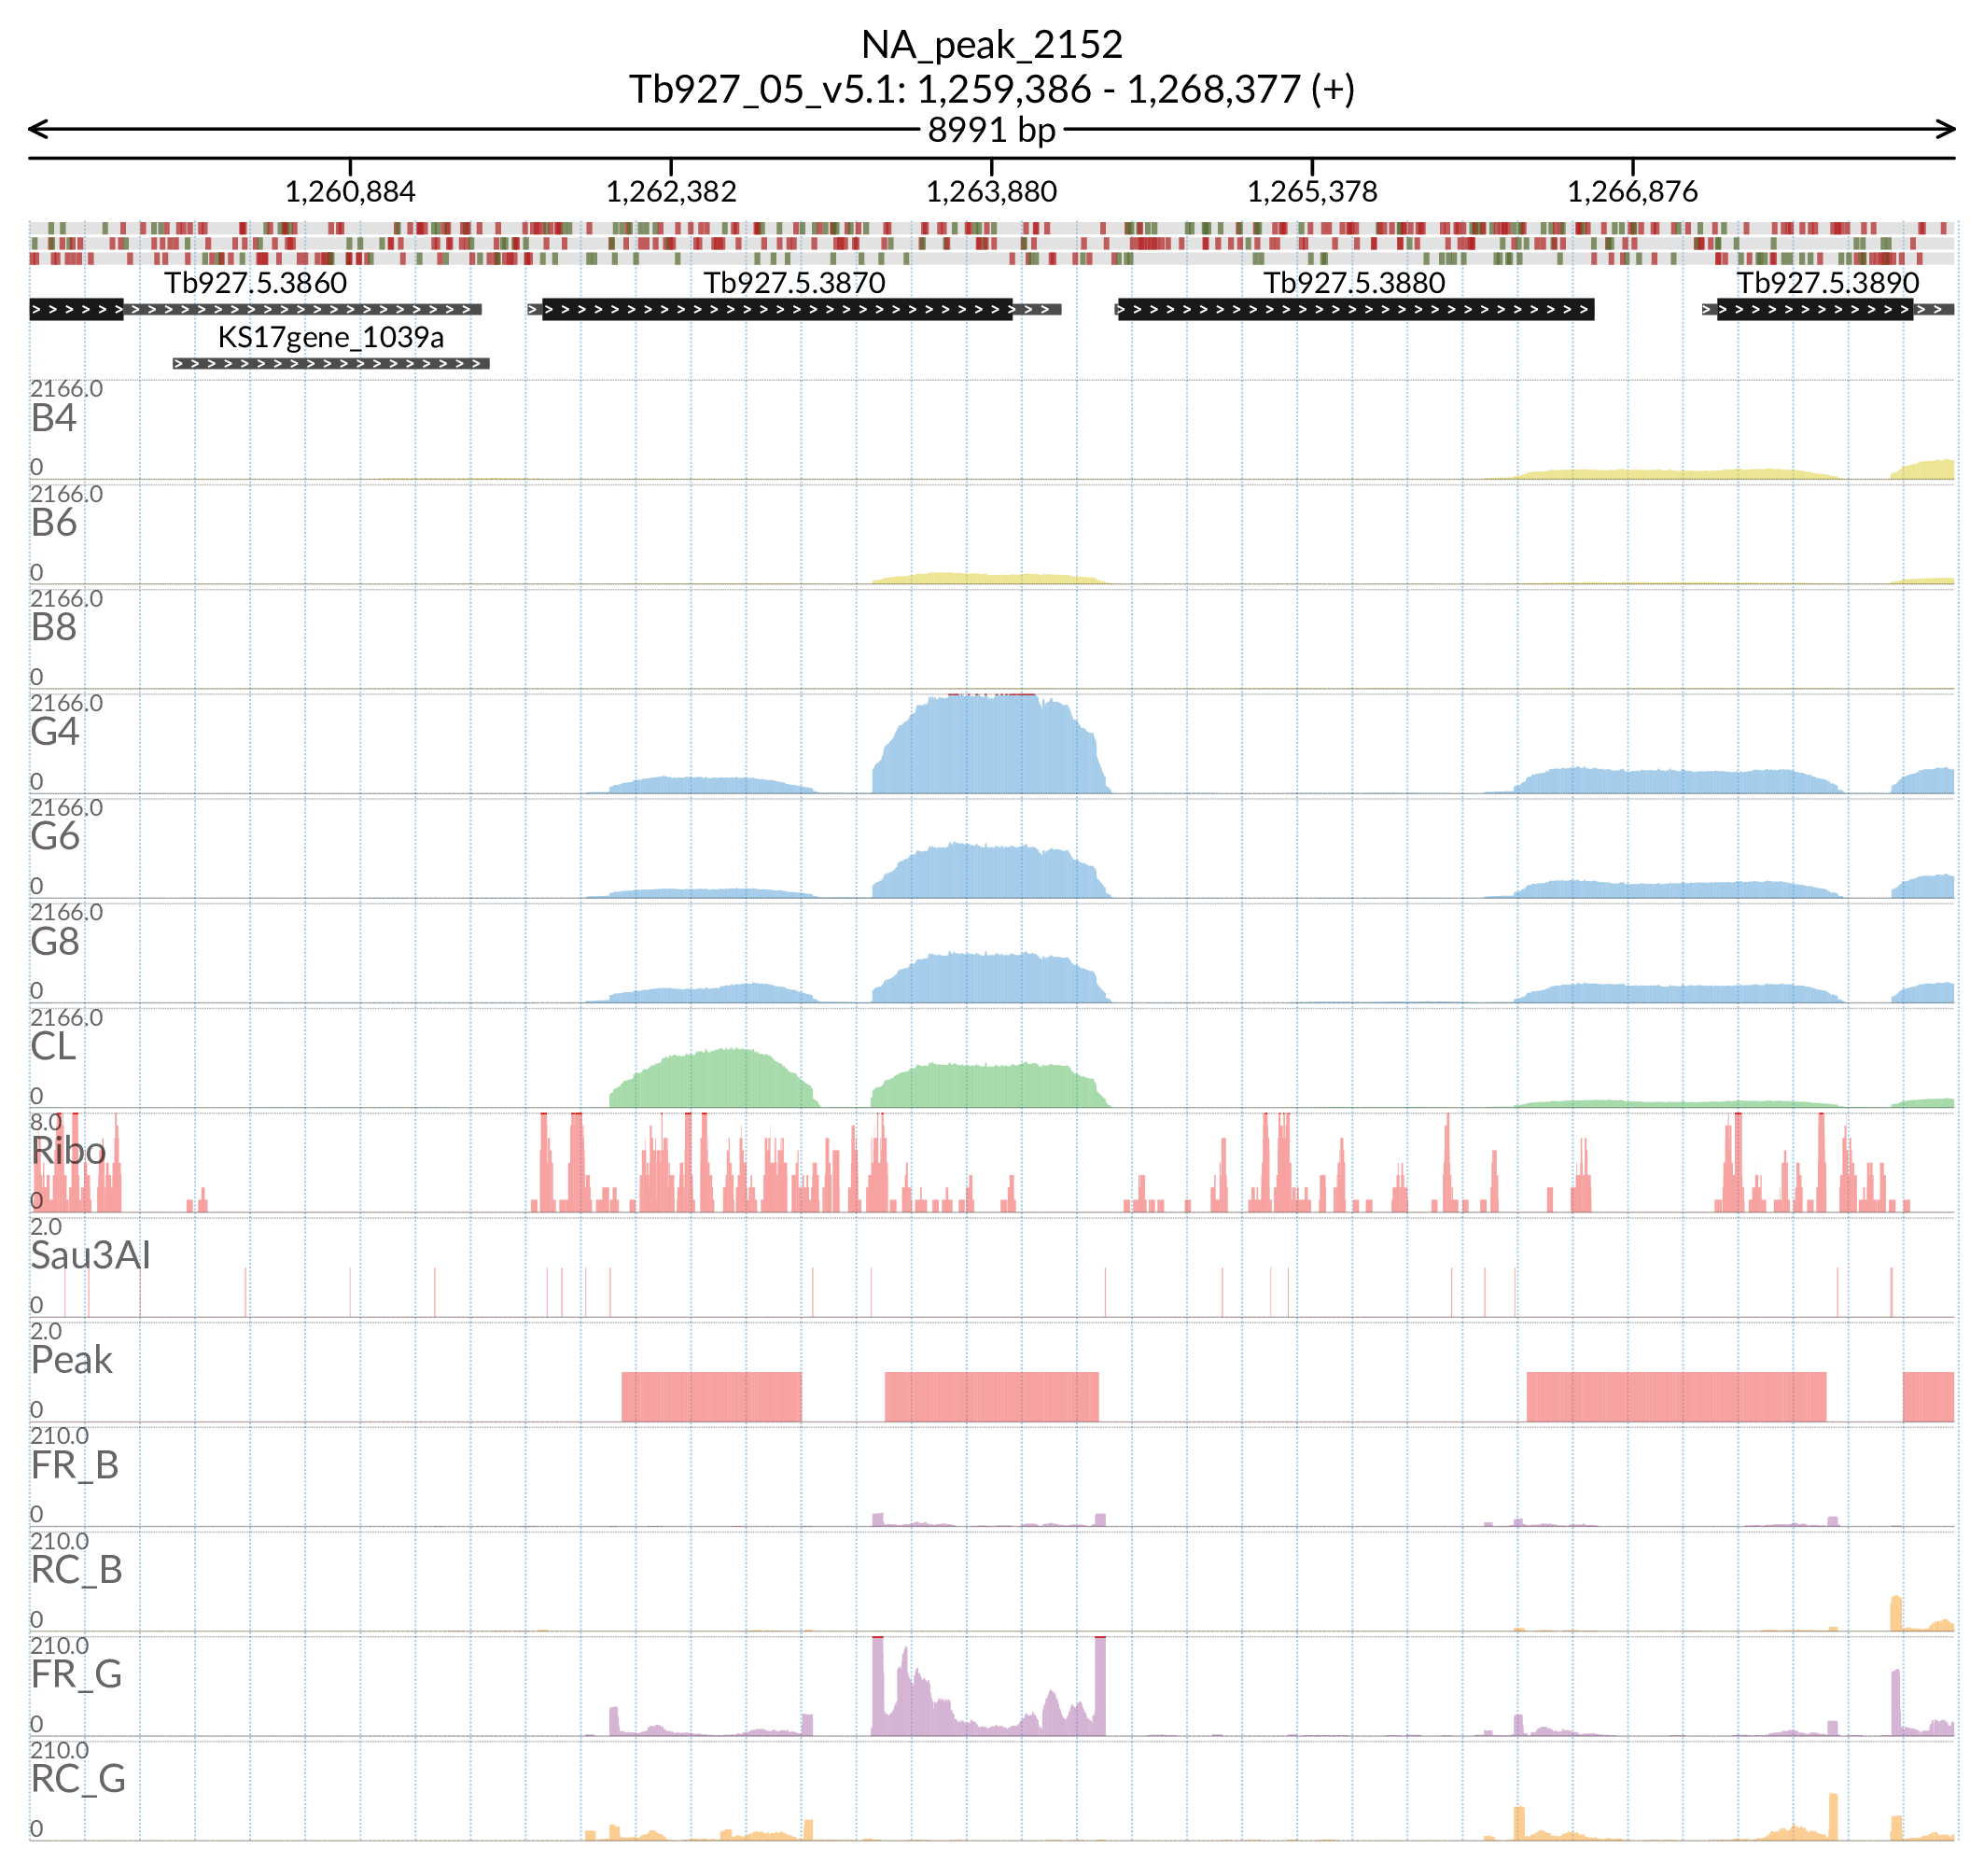 NA_peak_2152
Tb927_05_v5.1: 1,259,386 - 1,268,377 (+)
8991 bp
1,260,884 1,262,382 1,263,880 1,265,378 1,266,876
Tb927.5.3860 Tb927.5.3870 Tb927.5.3880 Tb927.5.3890
KS17gene_1039a
2166.0
B4
0
2166.0
B6
0
2166.0
B8
0
2166.0
G4
0
2166.0
G6
0
2166.0
G8
0
2166.0
CL
0
8.0
Ribo
0
2.0
Sau3AI
0
2.0
Peak
0
210.0
FR_B
0
210.0
RC_B
0
210.0
FR_G
0
210.0
RC_G
0